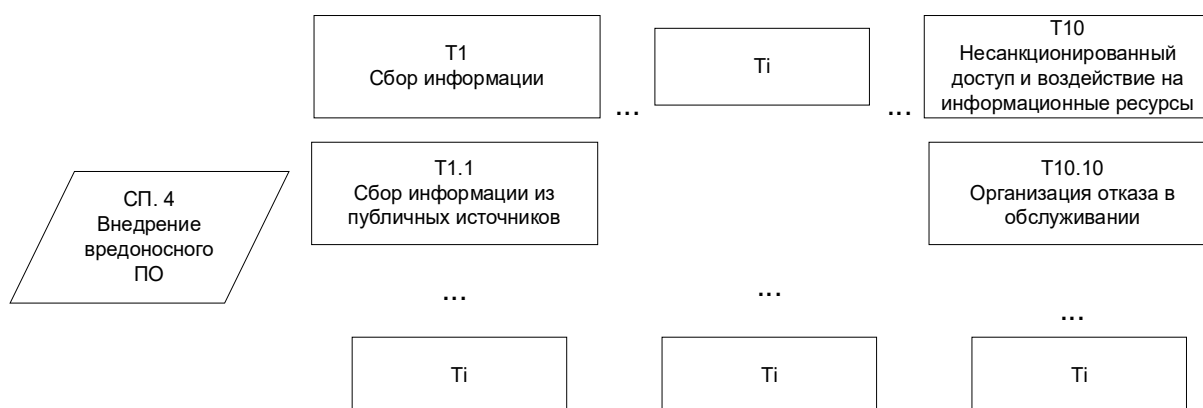 Т1
Сбор информации
...
Ti
...
Т10
Несанкционированный
доступ и воздействие на
информационные ресурсы
СП. 4
Внедрение
вредоносного
ПО
Т1.1
Сбор информации из
публичных источников
Т10.10
Организация отказа в
обслуживании
...
...
...
Ti
Ti
Ti